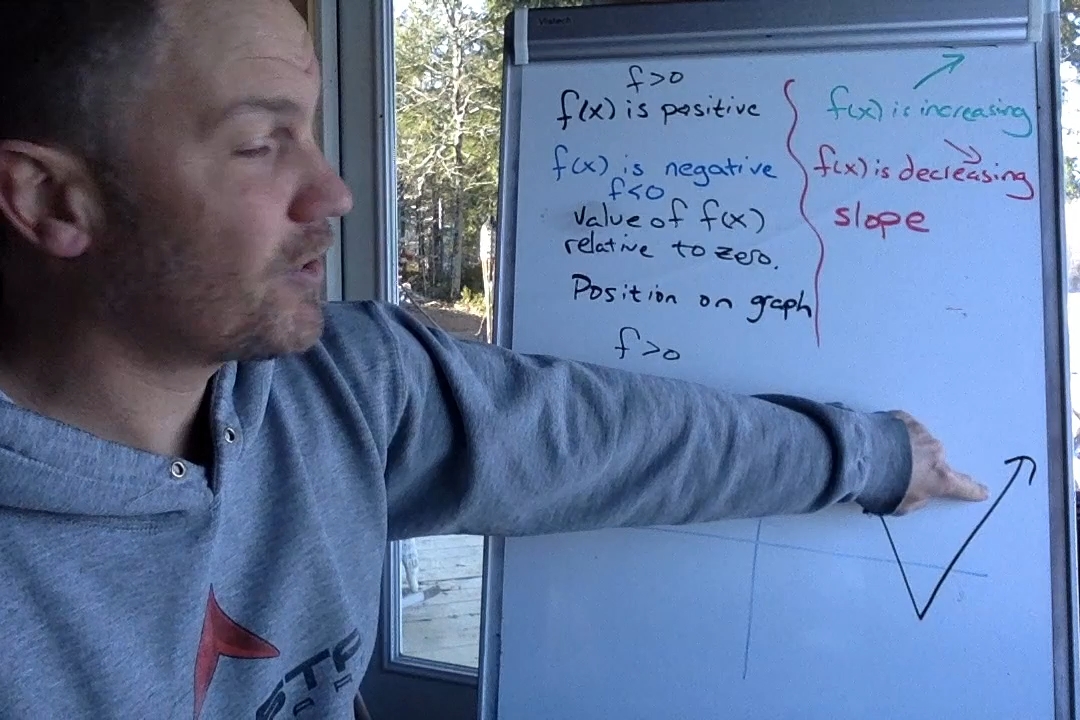 Vistech
f>0
f(x) is positive
f(x) is negative
f<0
value of f(x)
relative to zero.
Position on graph
f>0
f(x) is increasing
f(x) is decreasing
slope